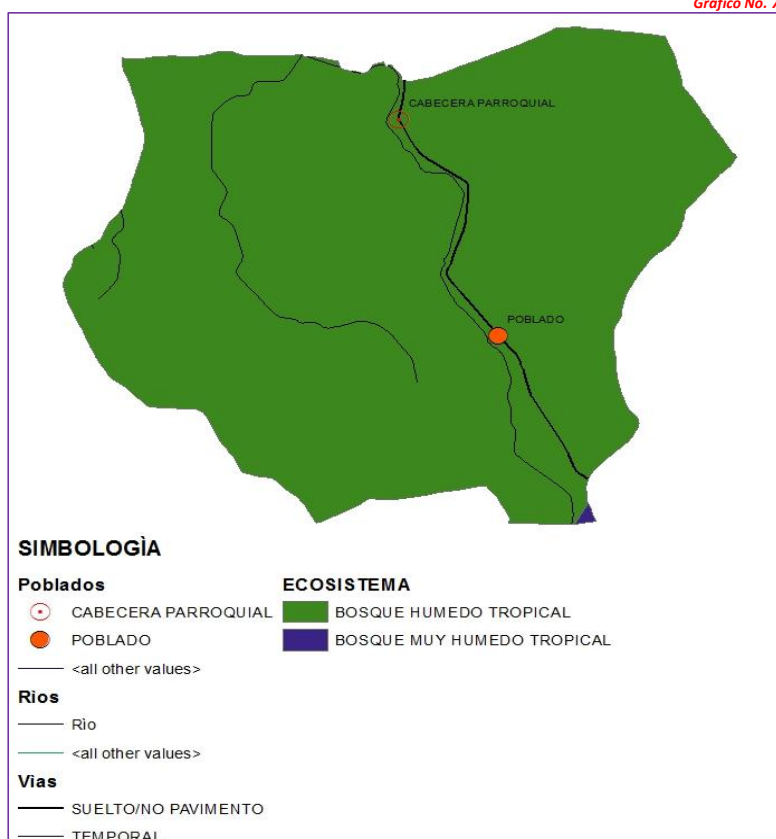 Gráfico No. 7
CABECERA PARROQUIAL
POBLADO
SIMBOLOGÌA
Poblados
CABECERA PARROQUIAL
POBLADO
<all other values>
ECOSISTEMA
BOSQUE HUMEDO TROPICAL
BOSQUE MUY HUMEDO TROPICAL
Rios
Rìo
<all other values>
Vias
SUELTO/NO PAVIMENTO
TEMPORAL